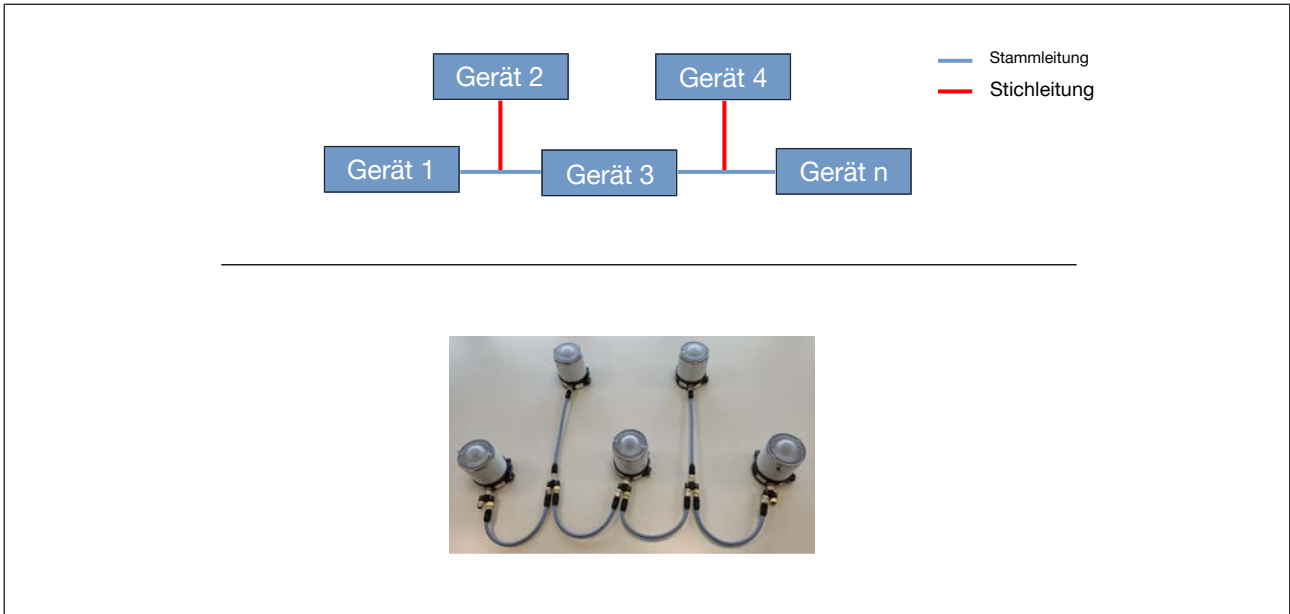 Gerät 2
Gerät 4
Stammleitung
Stichleitung
Gerät 1
Gerät 3
Gerät n